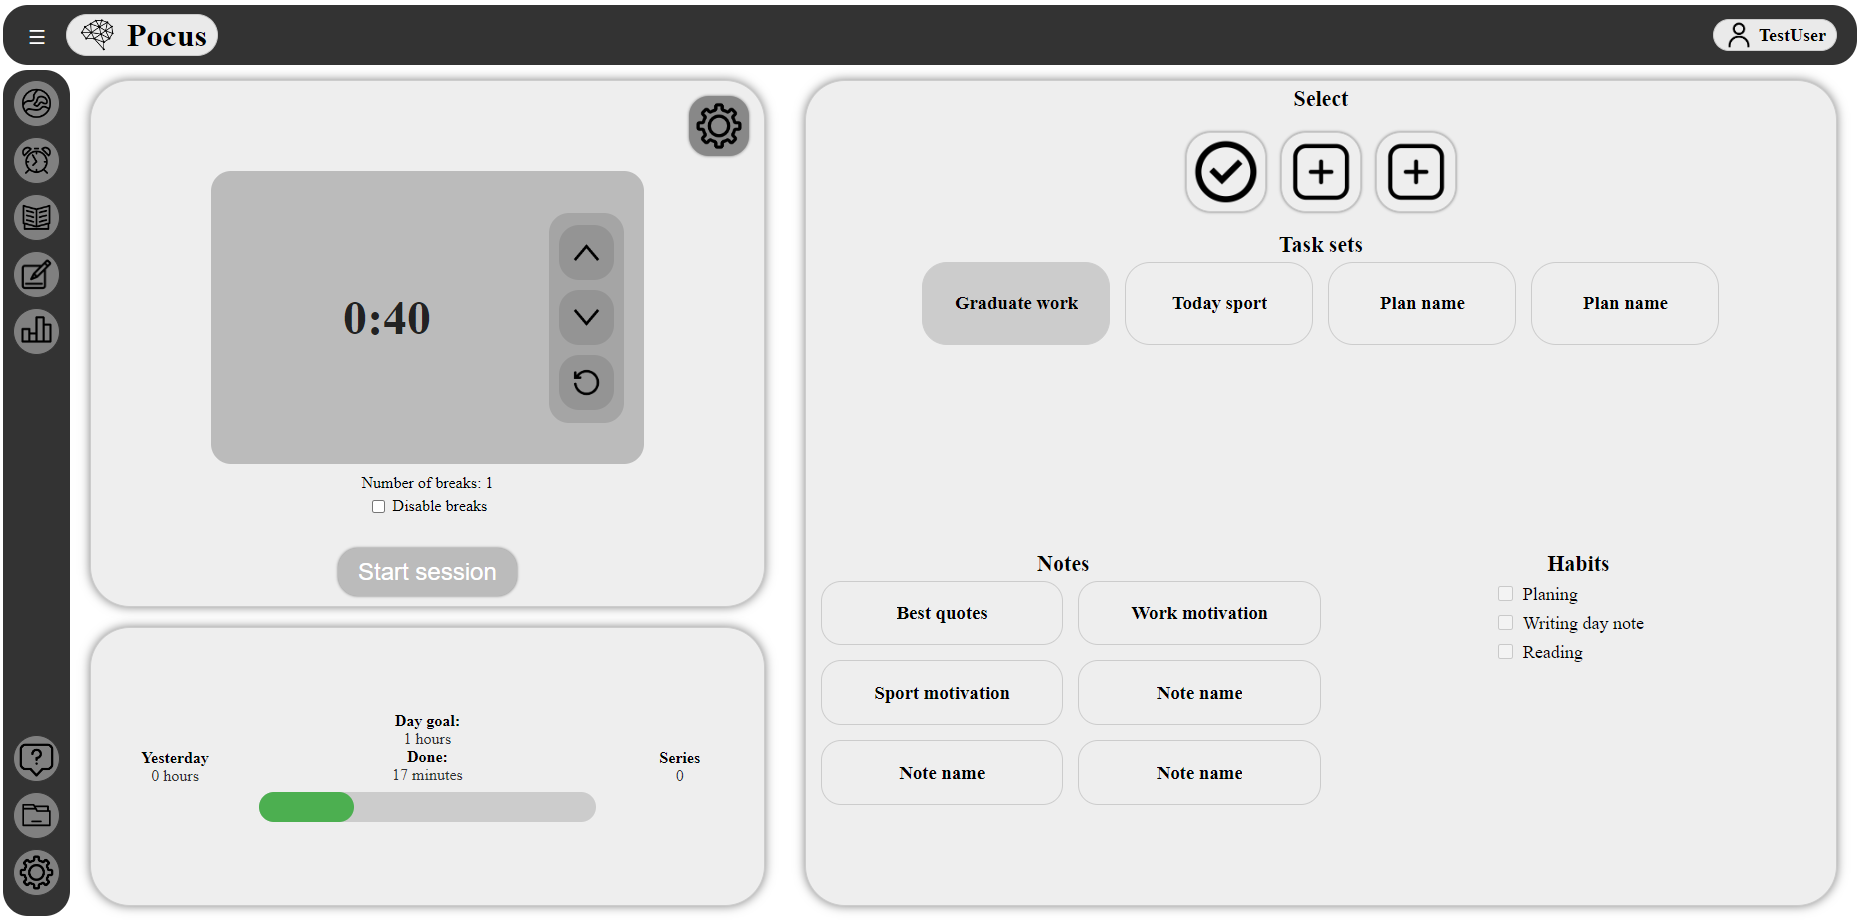 ☰ Pocus
TestUser
0:40
Number of breaks: 1
Disable breaks
Start session
Day goal:
1 hours
Done:
17 minutes
Yesterday
0 hours
Series
0
Select
Task sets
Graduate work
Today sport
Plan name
Plan name
Notes
Best quotes
Work motivation
Sport motivation
Note name
Note name
Note name
Habits
Planing
Writing day note
Reading